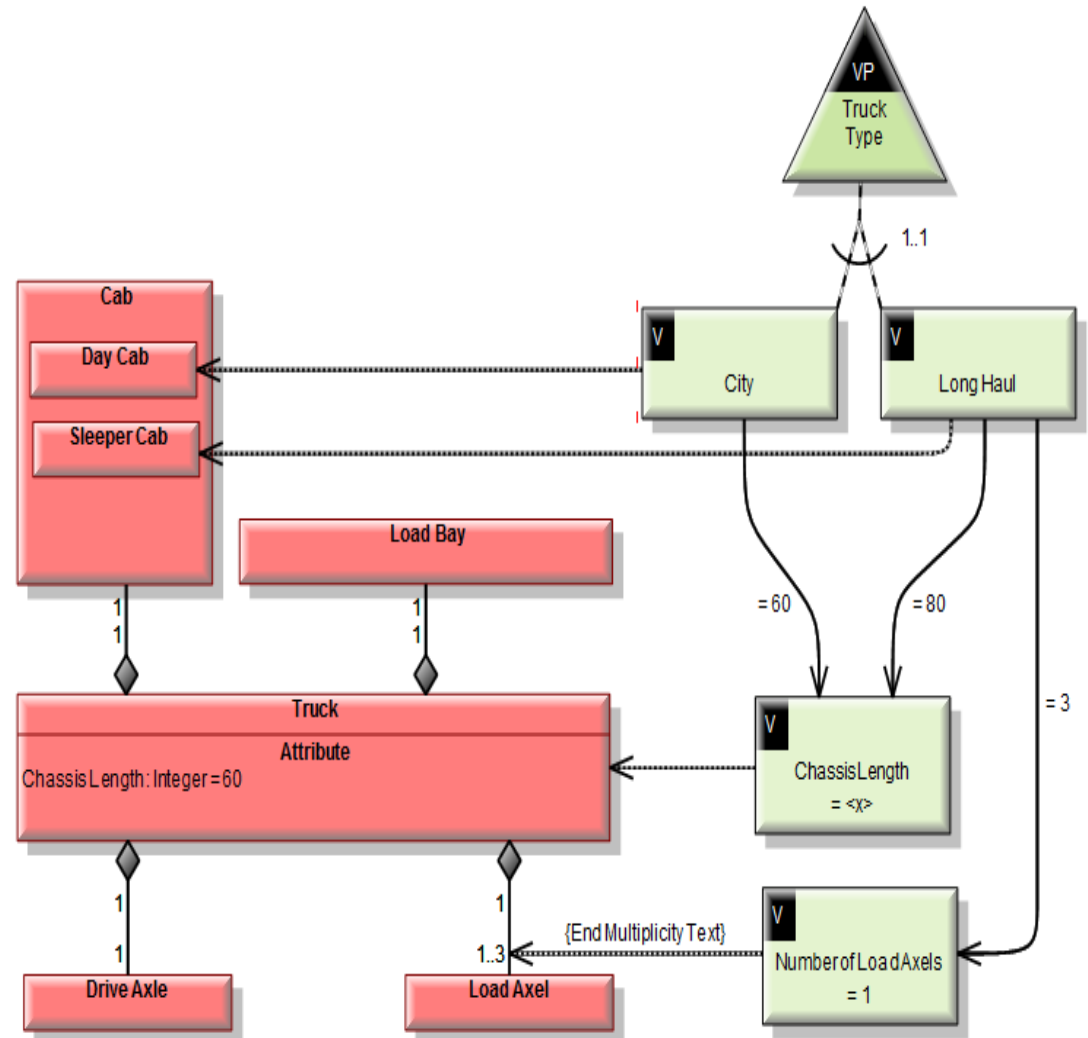 VP
Truck
Type
1..1
Cab
Day Cab
Sleeper Cab
V
City
V
Long Haul
Load Bay
1
1
1
1
= 60
= 80
= 3
Truck
Attribute
Chassis Length : Integer = 60
V
Chassis Length
= <x>
1
1
1
1..3
{End Multiplicity Text}
V
Number of Load Axels
= 1
Drive Axle
Load Axel